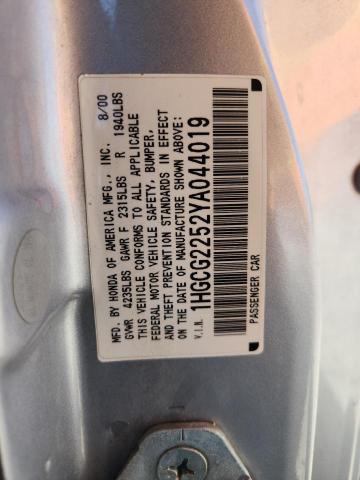 MFD. BY HONDA OF AMERICA MFG., INC. 8/00
GVWR 4235LBS GAWR F 2315LBS R 1940LBS
THIS VEHICLE CONFORMS TO ALL APPLICABLE
FEDERAL MOTOR VEHICLE SAFETY, BUMPER,
AND THEFT PREVENTION STANDARDS IN EFFECT
ON THE DATE OF MANUFACTURE SHOWN ABOVE.
V.I.N. 1HGCG2252YA044019
PASSENGER CAR